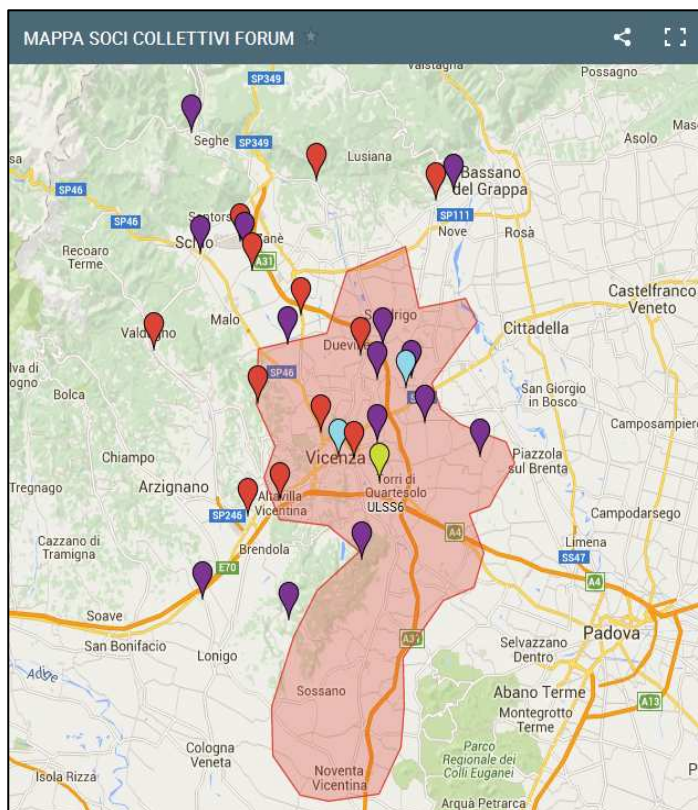 MAPPA SOCI COLLETTIVI FORUM
Valstagna
Possagno
SP349
Seghe
Asolo
SP349
Lusiana
Bassano
del Grappa
SP46
SP46
SP111
Schio
Zanè
Nove
Rosà
Recoaro
Terme
A31
Castelfranco
Veneto
Malo
Valdagno
Dueville
Cittadella
SP46
Bolca
San Giorgio
in Bosco
Camposampiero
Chiampo
Vicenza
Piazzola
sul Brenta
Tregnago
Arzignano
Torri di
Quartesolo
Altavilla
Vicentina
ULSS6
Campodarsego
SP246
Limena
Cazzano di
Tramigna
Brendola
A4
SS47
E70
A4
Soave
San Bonifacio
Lonigo
Padova
A31
Selvazzano
Dentro
Adige
Sossano
Abano Terme
A13
Montegrotto
Terme
Cologna
Veneta
Parco
Regionale dei
Colli Euganei
Isola Rizza
Noventa
Vicentina
Arquà Petrarca